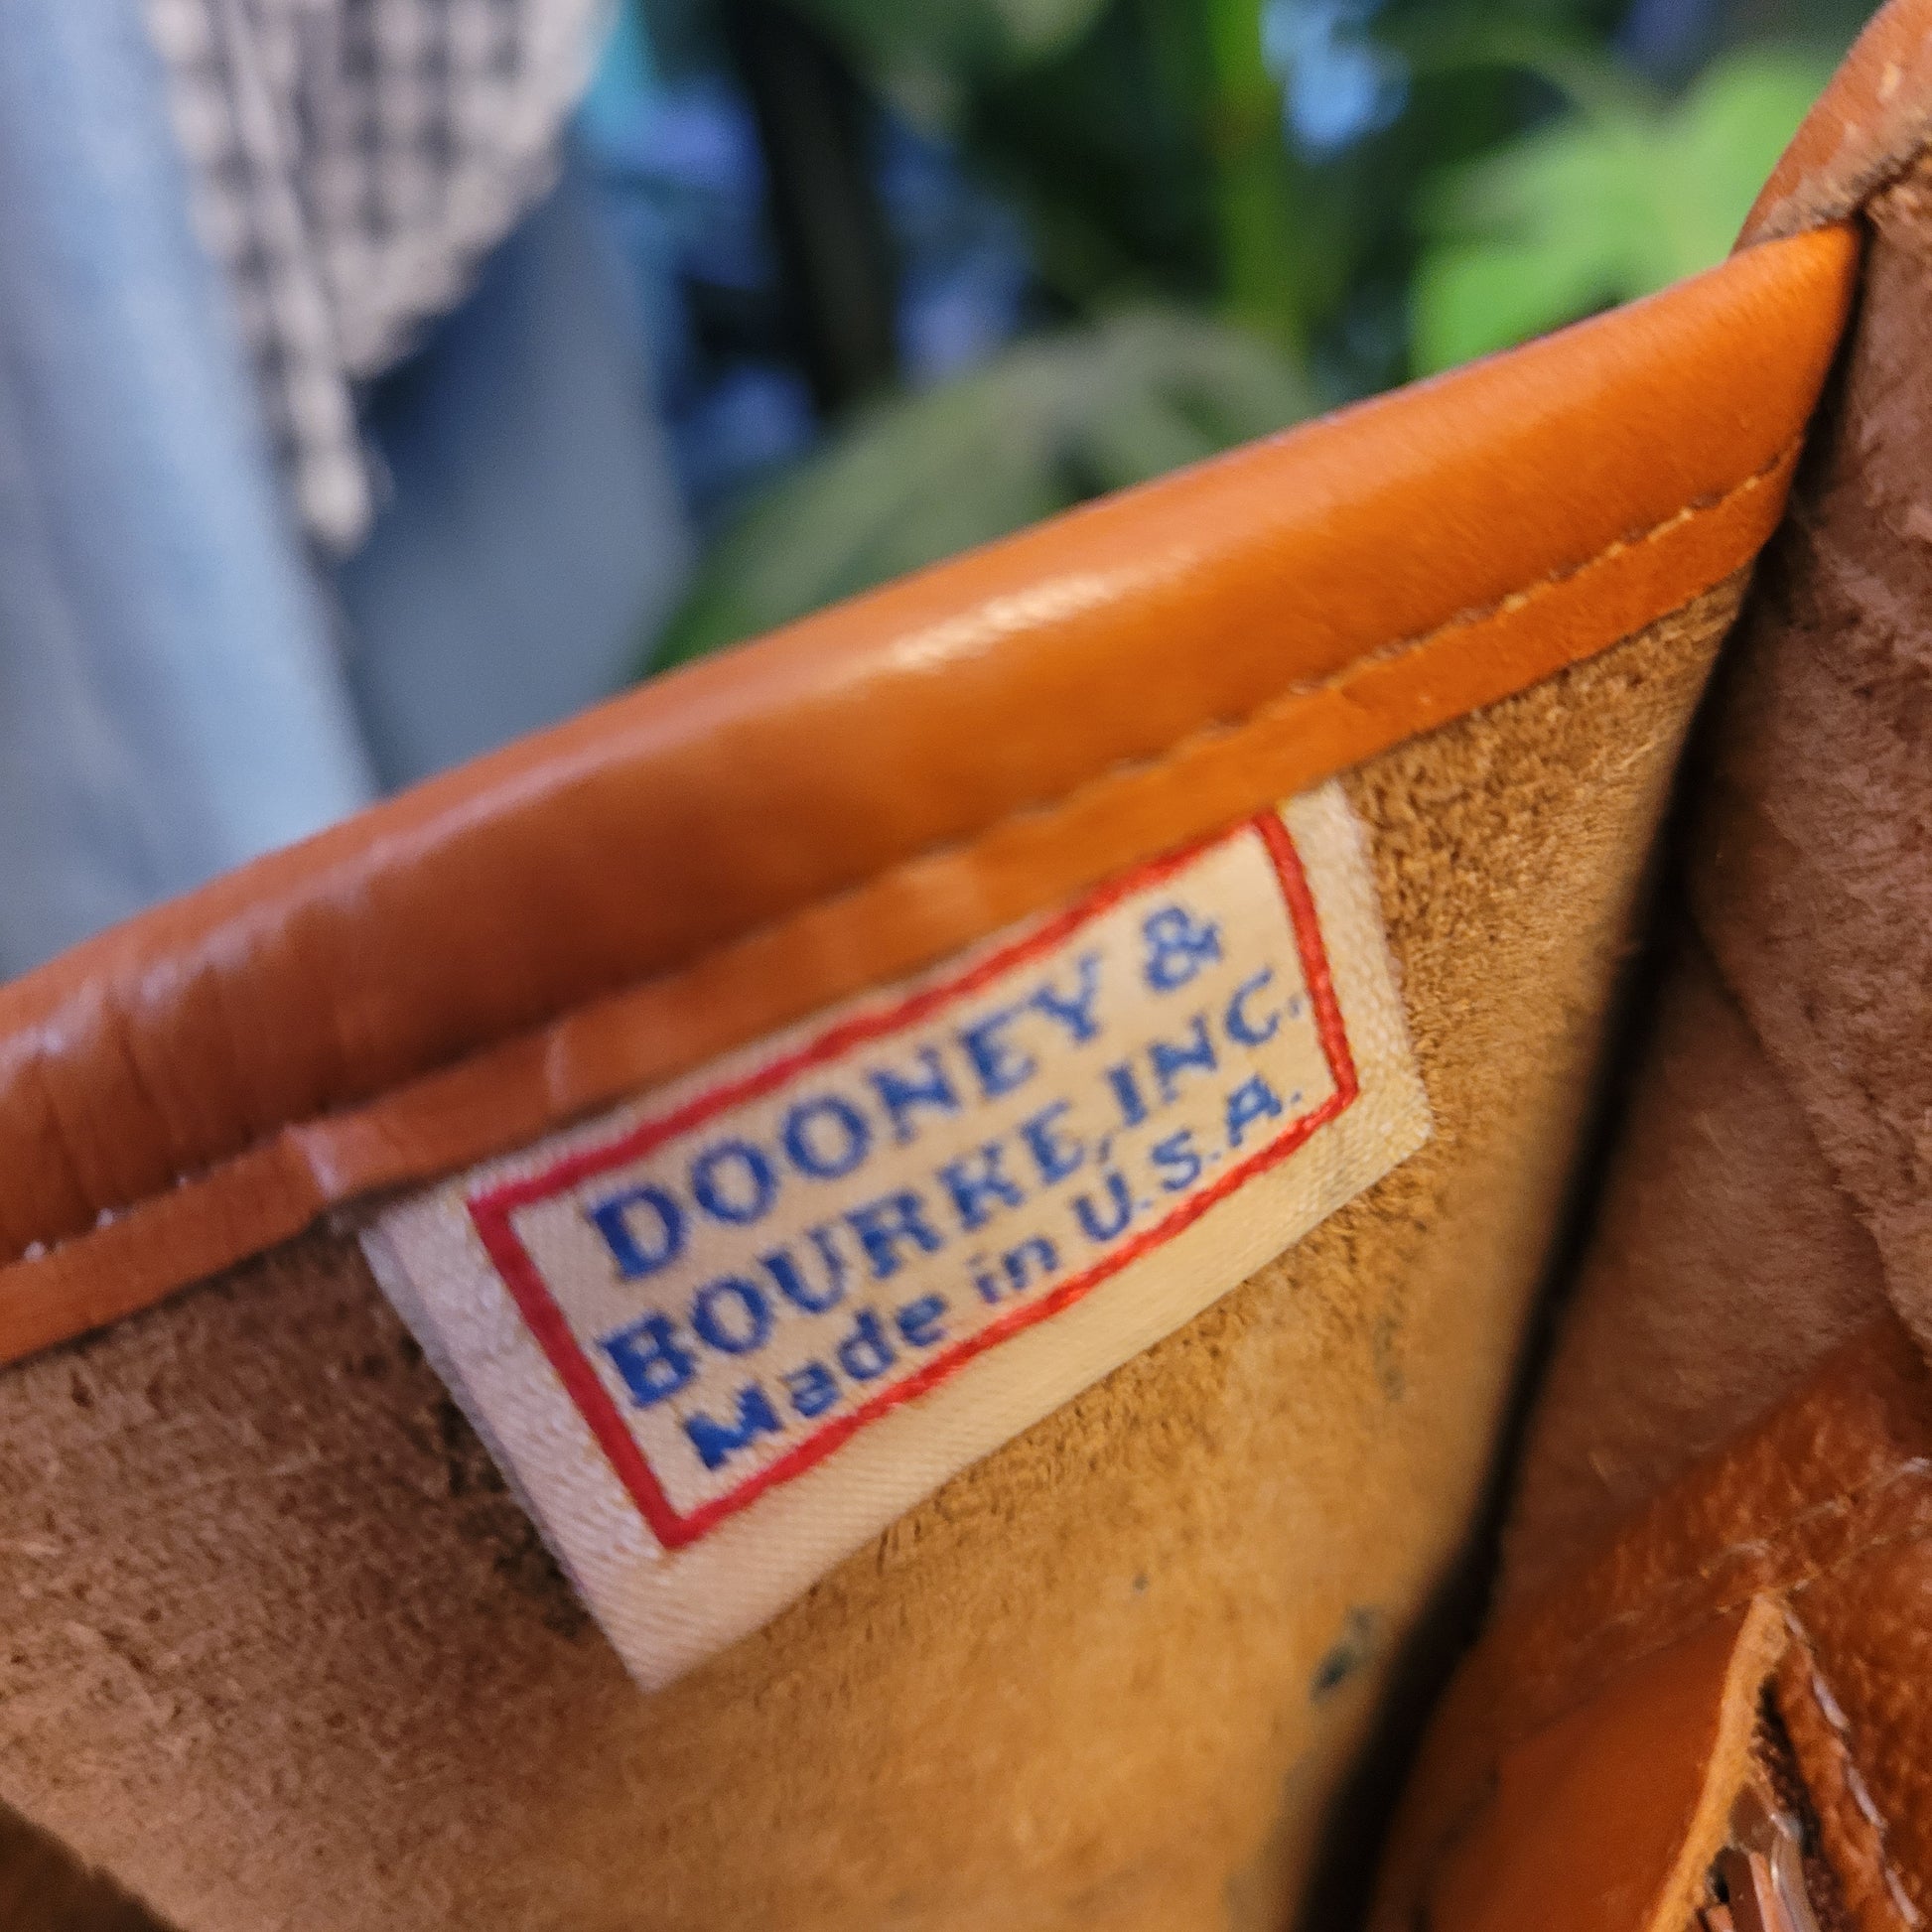 DOONEY &
BOURKE, INC.
Made in U.S.A.